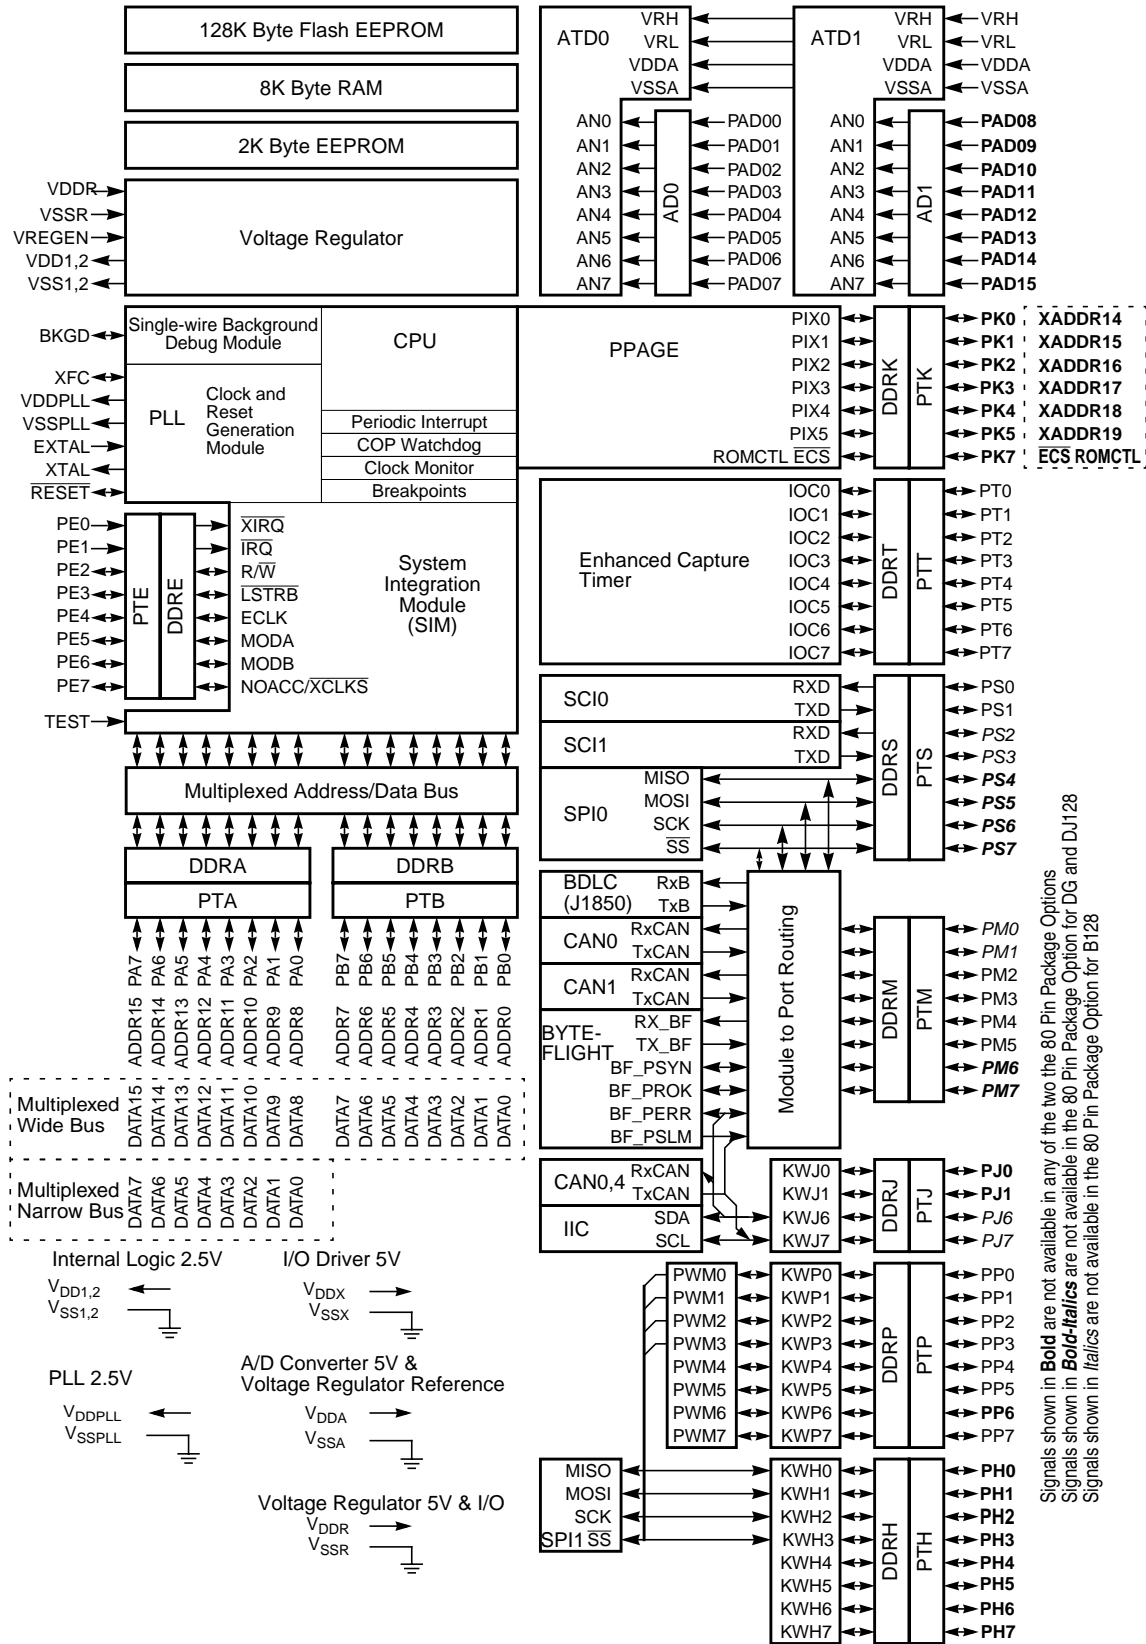 128K Byte Flash EEPROM
8K Byte RAM
2K Byte EEPROM
VDDR
VSSR
VREGEN
VDD1,2
VSS1,2
Voltage Regulator
ATD0
VRH
VRL
VDDA
VSSA
AN0
AN1
AN2
AN3
AN4
AN5
AN6
AN7
AD0
PAD00
PAD01
PAD02
PAD03
PAD04
PAD05
PAD06
PAD07
ATD1
VRH
VRL
VDDA
VSSA
VRH
VRL
VDDA
VSSA
AN0
AN1
AN2
AN3
AN4
AN5
AN6
AN7
AD1
PAD08
PAD09
PAD10
PAD11
PAD12
PAD13
PAD14
PAD15
BKGD
XFC
VDDPLL
VSSPLL
EXTAL
XTAL
RESET
Single-wire Background
Debug Module
CPU
PLL
Clock and
Reset
Generation
Module
Periodic Interrupt
COP Watchdog
Clock Monitor
Breakpoints
PPAGE
PIX0
PIX1
PIX2
PIX3
PIX4
PIX5
ROMCTL ECS
DDRK
PTK
PK0 XADDR14
PK1 XADDR15
PK2 XADDR16
PK3 XADDR17
PK4 XADDR18
PK5 XADDR19
PK7 ECS ROMCTL
PE0
PE1
PE2
PE3
PE4
PE5
PE6
PE7
TEST
PTE
DDRE
XIRQ
IRQ
R/W
LSTRB
ECLK
MODA
MODB
NOACC/XCLKS
System
Integration
Module
(SIM)
Enhanced Capture
Timer
IOC0
IOC1
IOC2
IOC3
IOC4
IOC5
IOC6
IOC7
DDRT
PTT
PT0
PT1
PT2
PT3
PT4
PT5
PT6
PT7
SCI0
RXD
TXD
SCI1
RXD
TXD
SPI0
MISO
MOSI
SCK
SS
DDRS
PTS
PS0
PS1
PS2
PS3
PS4
PS5
PS6
PS7
Multiplexed Address/Data Bus
DDRA
PTA
DDRB
PTB
PA7
PA6
PA5
PA4
PA3
PA2
PA1
PA0
PB7
PB6
PB5
PB4
PB3
PB2
PB1
PB0
ADDR15
ADDR14
ADDR13
ADDR12
ADDR11
ADDR10
ADDR9
ADDR8
ADDR7
ADDR6
ADDR5
ADDR4
ADDR3
ADDR2
ADDR1
ADDR0
Multiplexed
Wide Bus
DATA15
DATA14
DATA13
DATA12
DATA11
DATA10
DATA9
DATA8
DATA7
DATA6
DATA5
DATA4
DATA3
DATA2
DATA1
DATA0
Multiplexed
Narrow Bus
DATA7
DATA6
DATA5
DATA4
DATA3
DATA2
DATA1
DATA0
BDLC
(J1850)
RxB
TxB
CAN0
RxCAN
TxCAN
CAN1
RxCAN
TxCAN
BYTE-
FLIGHT
RX_BF
TX_BF
BF_PSYN
BF_PROK
BF_PERR
BF_PSLM
Module to Port Routing
DDRM
PTM
PM0
PM1
PM2
PM3
PM4
PM5
PM6
PM7
CAN0,4
RxCAN
TxCAN
IIC
SDA
SCL
KWJ0
KWJ1
KWJ6
KWJ7
DDRJ
PTJ
PJ0
PJ1
PJ6
PJ7
PWM0
PWM1
PWM2
PWM3
PWM4
PWM5
PWM6
PWM7
KWP0
KWP1
KWP2
KWP3
KWP4
KWP5
KWP6
KWP7
DDRP
PTP
PP0
PP1
PP2
PP3
PP4
PP5
PP6
PP7
MISO
MOSI
SCK
SPI1 SS
KWH0
KWH1
KWH2
KWH3
KWH4
KWH5
KWH6
KWH7
DDRH
PTH
PH0
PH1
PH2
PH3
PH4
PH5
PH6
PH7
Internal Logic 2.5V
VDD1,2
VSS1,2
I/O Driver 5V
VDDX
VSSX
PLL 2.5V
VDDPLL
VSSPLL
A/D Converter 5V &
Voltage Regulator Reference
VDDA
VSSA
Voltage Regulator 5V & I/O
VDDR
VSSR
Signals shown in Bold are not available in any of the two the 80 Pin Package Options
Signals shown in Bold-Italics are not available in the 80 Pin Package Option for DG and DJ128
Signals shown in Italics are not available in the 80 Pin Package Option for B128